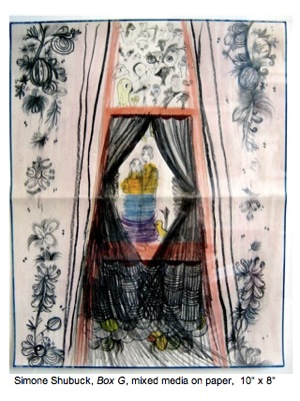 Simone Shubuck, Box G, mixed media on paper, 10" x 8"